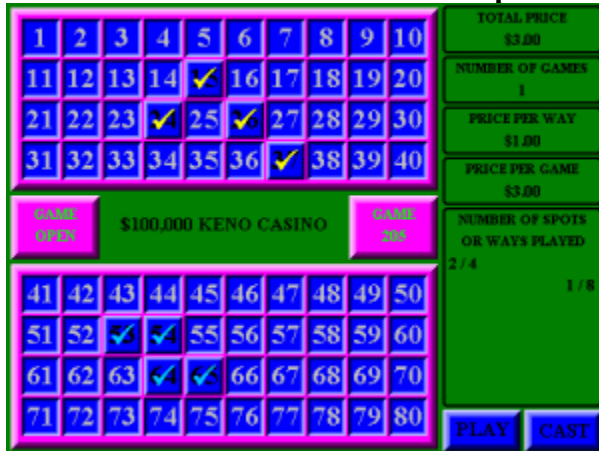 1 2 3 4 5 6 7 8 9 10
11 12 13 14 16 17 18 19 20
21 22 23 25 27 28 29 30
31 32 33 34 35 36 38 39 40
GAME
OPEN
$100,000 KENO CASINO
GAME
205
41 42 43 44 45 46 47 48 49 50
51 52 55 56 57 58 59 60
61 62 63 66 67 68 69 70
71 72 73 74 75 76 77 78 79 80
TOTAL PRICE
$3.00
NUMBER OF GAMES
1
PRICE PER WAY
$1.00
PRICE PER GAME
$3.00
NUMBER OF SPOTS
OR WAYS PLAYED
2 / 4
1 / 8
PLAY
CAST